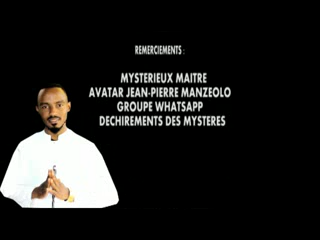 REMERCIEMENTS :
MYSTERIEUX MAITRE
AVATAR JEAN-PIERRE MANZEOLO
GROUPE WHATSAPP
DECHIREMENTS DES MYSTERES